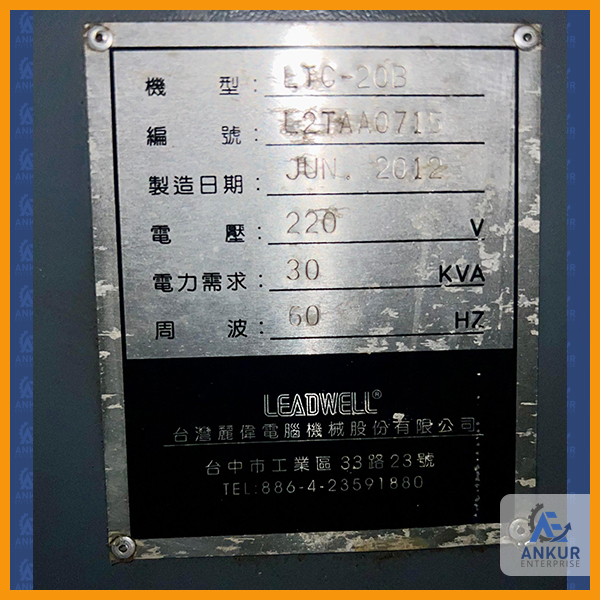 機 型: LTC-20B
編 號: L2TAA0715
製造日期: JUN. 2012
電 壓: 220 V
電力需求: 30 KVA
周 波: 60 HZ
LEADWELL®
台灣麗偉電腦機械股份有限公司
台中市工業區33路23號
TEL:886-4-23591880
ANKUR
ENTERPRISE